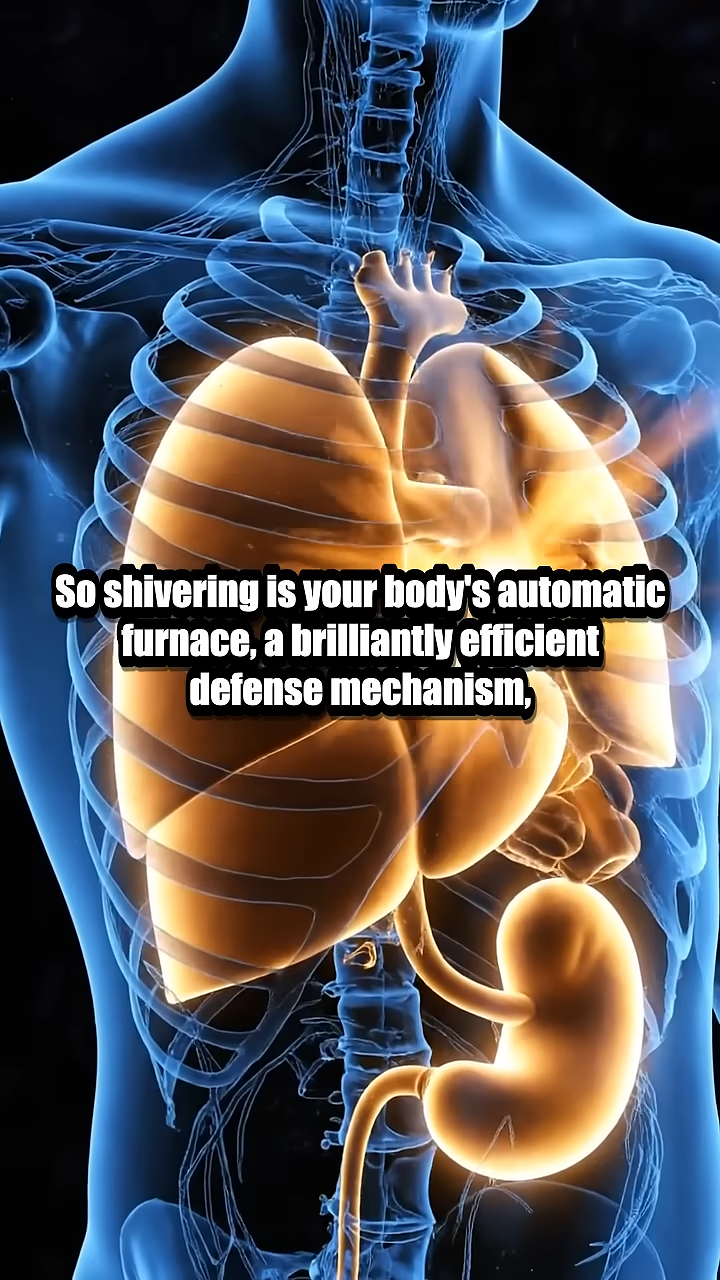 So shivering is your body's automatic
furnace, a brilliantly efficient
defense mechanism,